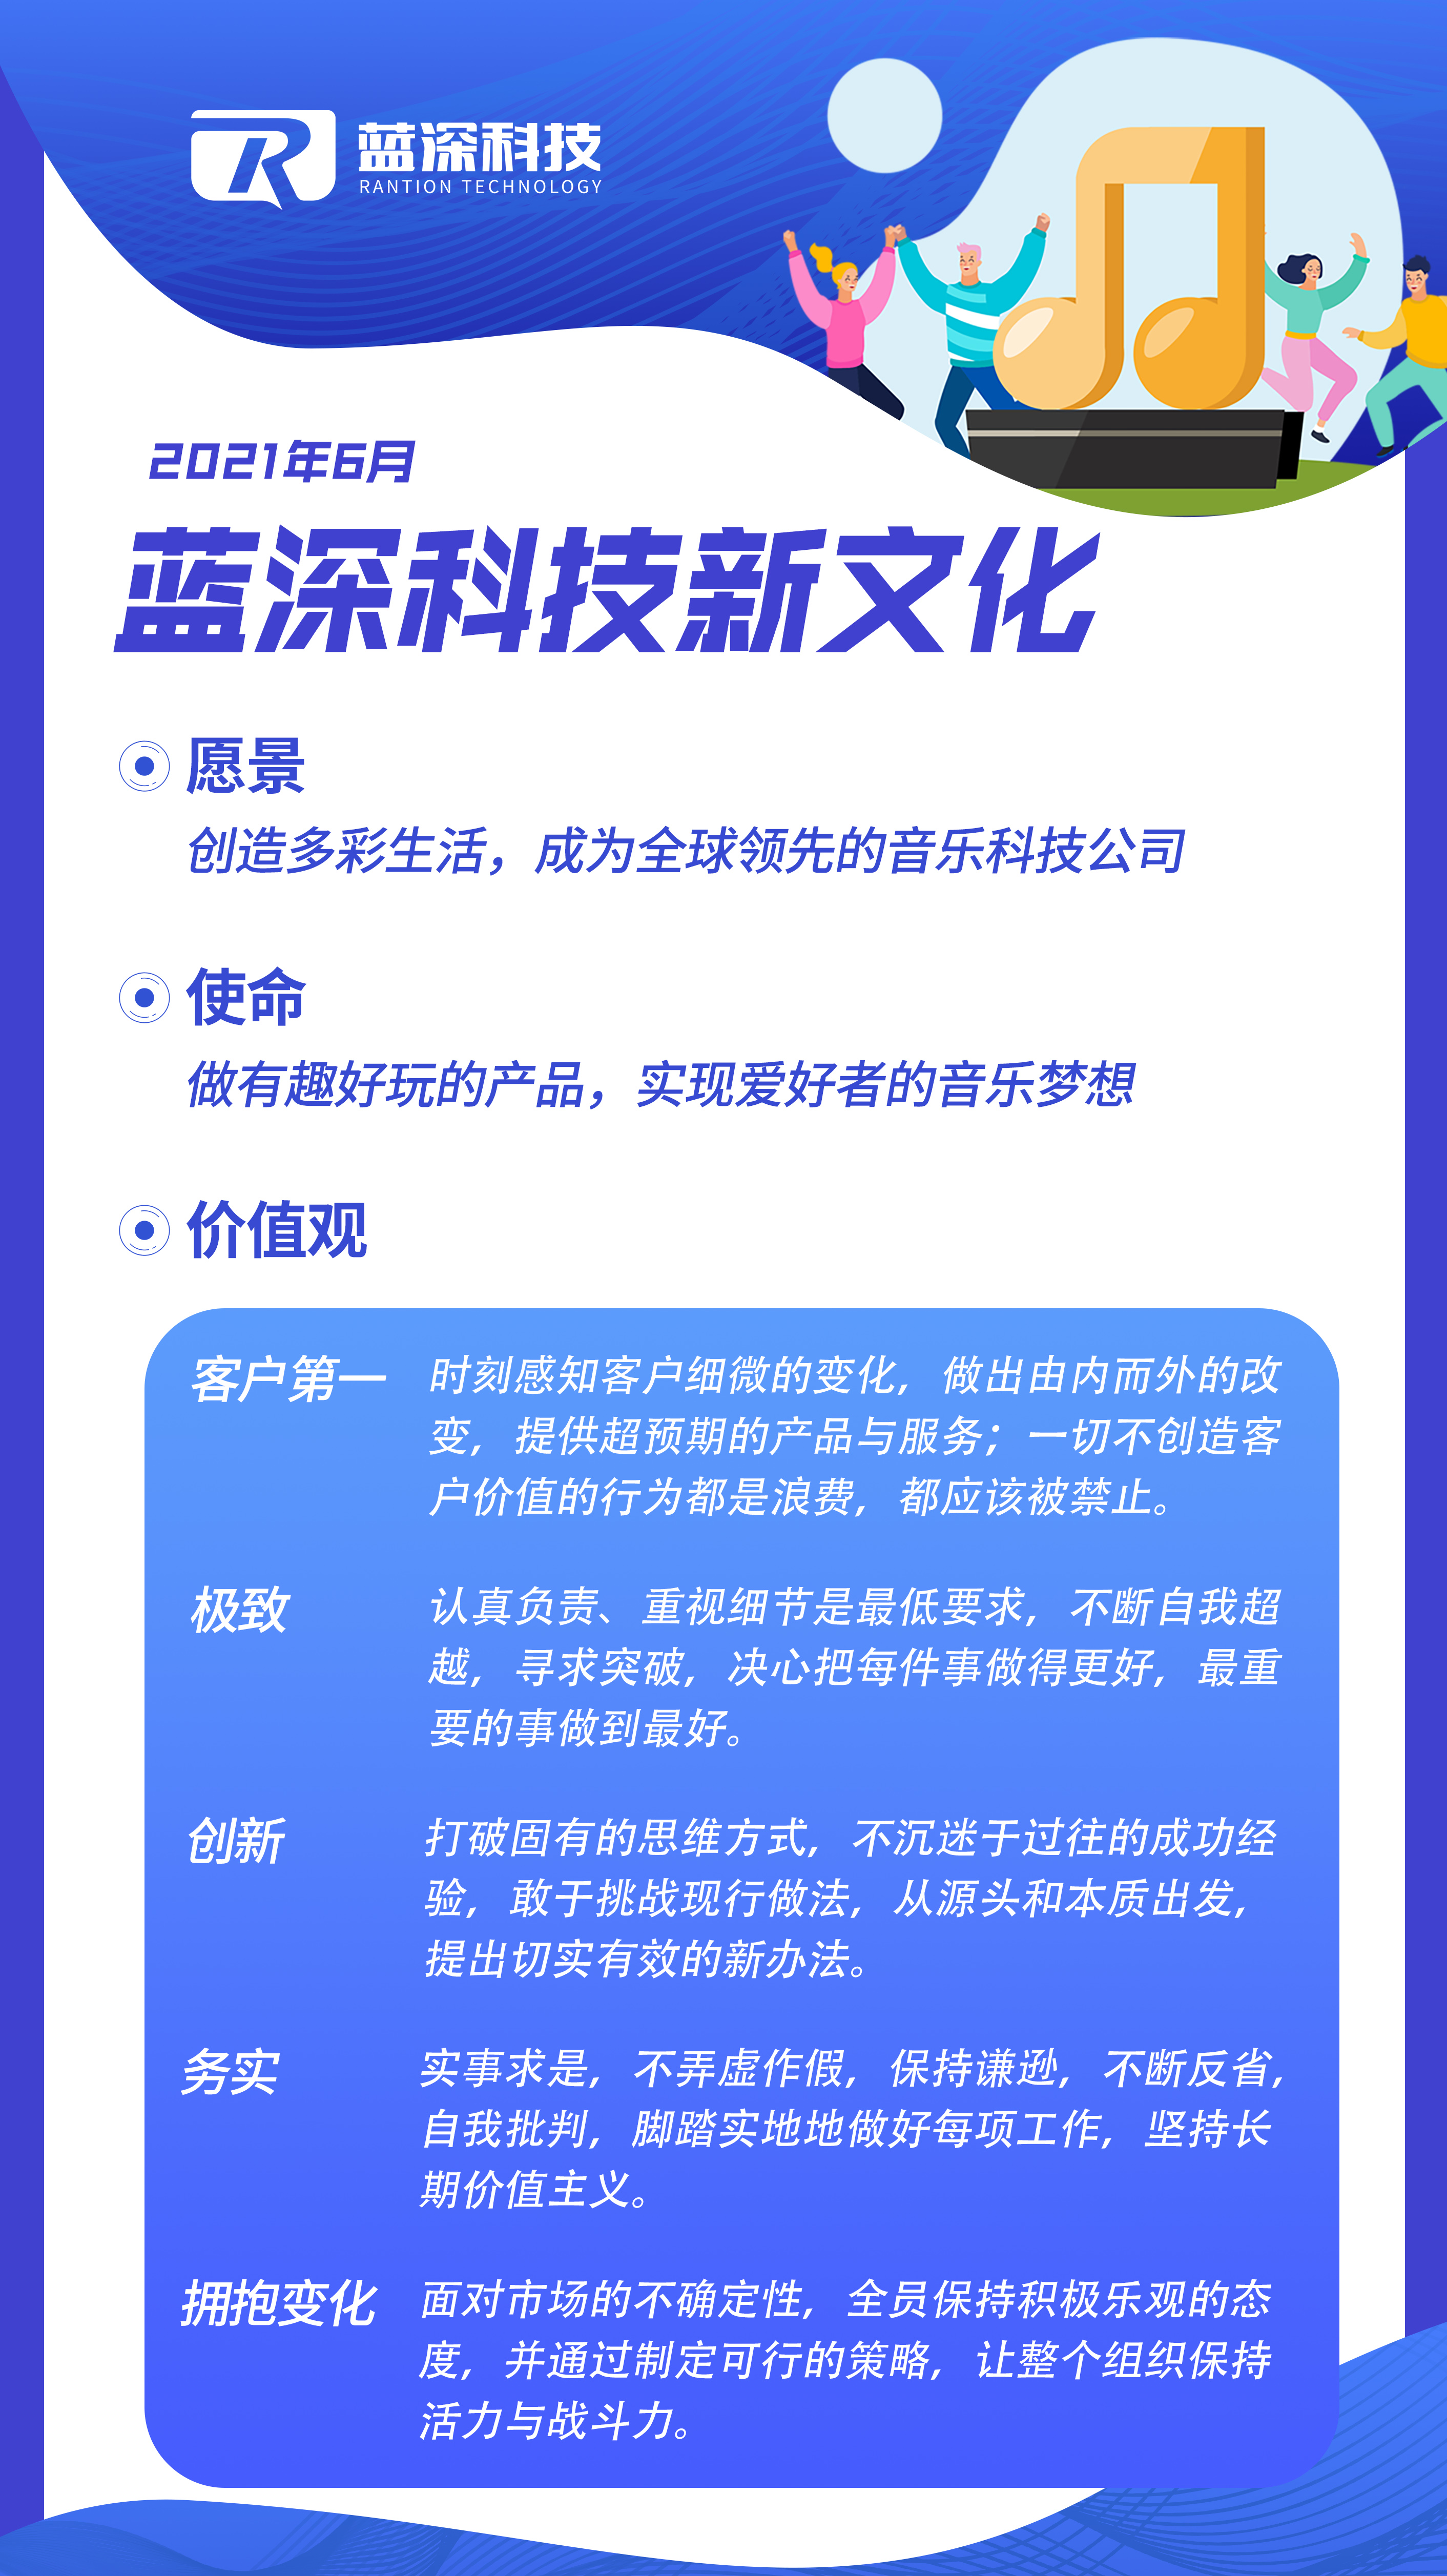 蓝深科技
RANTION TECHNOLOGY
2021年6月
蓝深科技新文化
愿景
创造多彩生活，成为全球领先的音乐科技公司
使命
做有趣好玩的产品，实现爱好者的音乐梦想
价值观
客户第一
时刻感知客户细微的变化，做出由内而外的改
变，提供超预期的产品与服务；一切不创造客
户价值的行为都是浪费，都应该被禁止。
极致
认真负责、重视细节是最低要求，不断自我超
越，寻求突破，决心把每件事做得更好，最重
要的事做到最好。
创新
打破固有的思维方式，不沉迷于过往的成功经
验，敢于挑战现行做法，从源头和本质出发，
提出切实有效的新办法。
务实
实事求是，不弄虚作假，保持谦逊，不断反省，
自我批判，脚踏实地地做好每项工作，坚持长
期价值主义。
拥抱变化
面对市场的不确定性，全员保持积极乐观的态
度，并通过制定可行的策略，让整个组织保持
活力与战斗力。